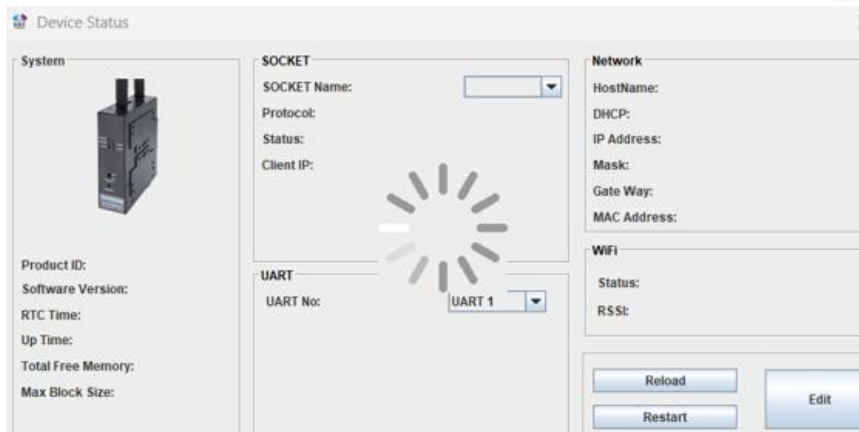 Device Status
System
Product ID:
Software Version:
RTC Time:
Up Time:
Total Free Memory:
Max Block Size:
SOCKET
SOCKET Name:
Protocol:
Status:
Client IP:
UART
UART No: UART 1
Network
HostName:
DHCP:
IP Address:
Mask:
Gate Way:
MAC Address:
WiFi
Status:
RSSI:
Reload
Restart
Edit